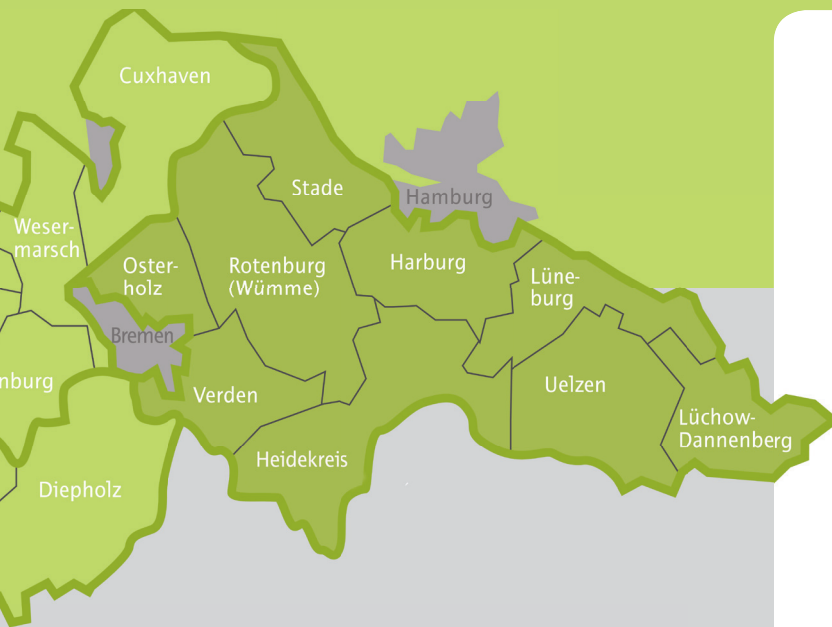 Cuxhaven
Stade
Hamburg
Weser-
marsch
Oster-
holz
Rotenburg
(Wümme)
Harburg
Lüne-
burg
Bremen
nburg
Verden
Uelzen
Lüchow-
Dannenberg
Heidekreis
Diepholz